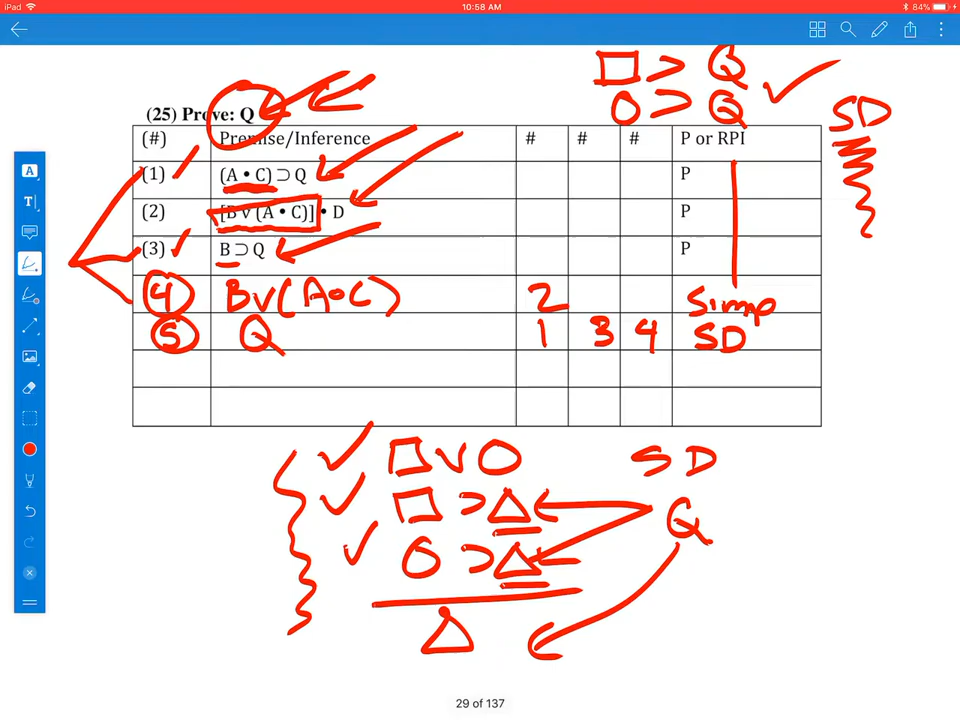 iPad 10:58 AM 84%
□ > Q
O > Q
SD
(25) Prove: Q
(#) Premise/Inference # # # P or RPI
(1) (A • C) ⊃ Q P
(2) [B ∨ (A • C)] • D P
(3) B ⊃ Q P
4 B∨(A•C) 2 Simp
5 Q 1 3 4 SD
□ ∨ O SD
□ ⊃ △
Q
O ⊃ △
△
29 of 137